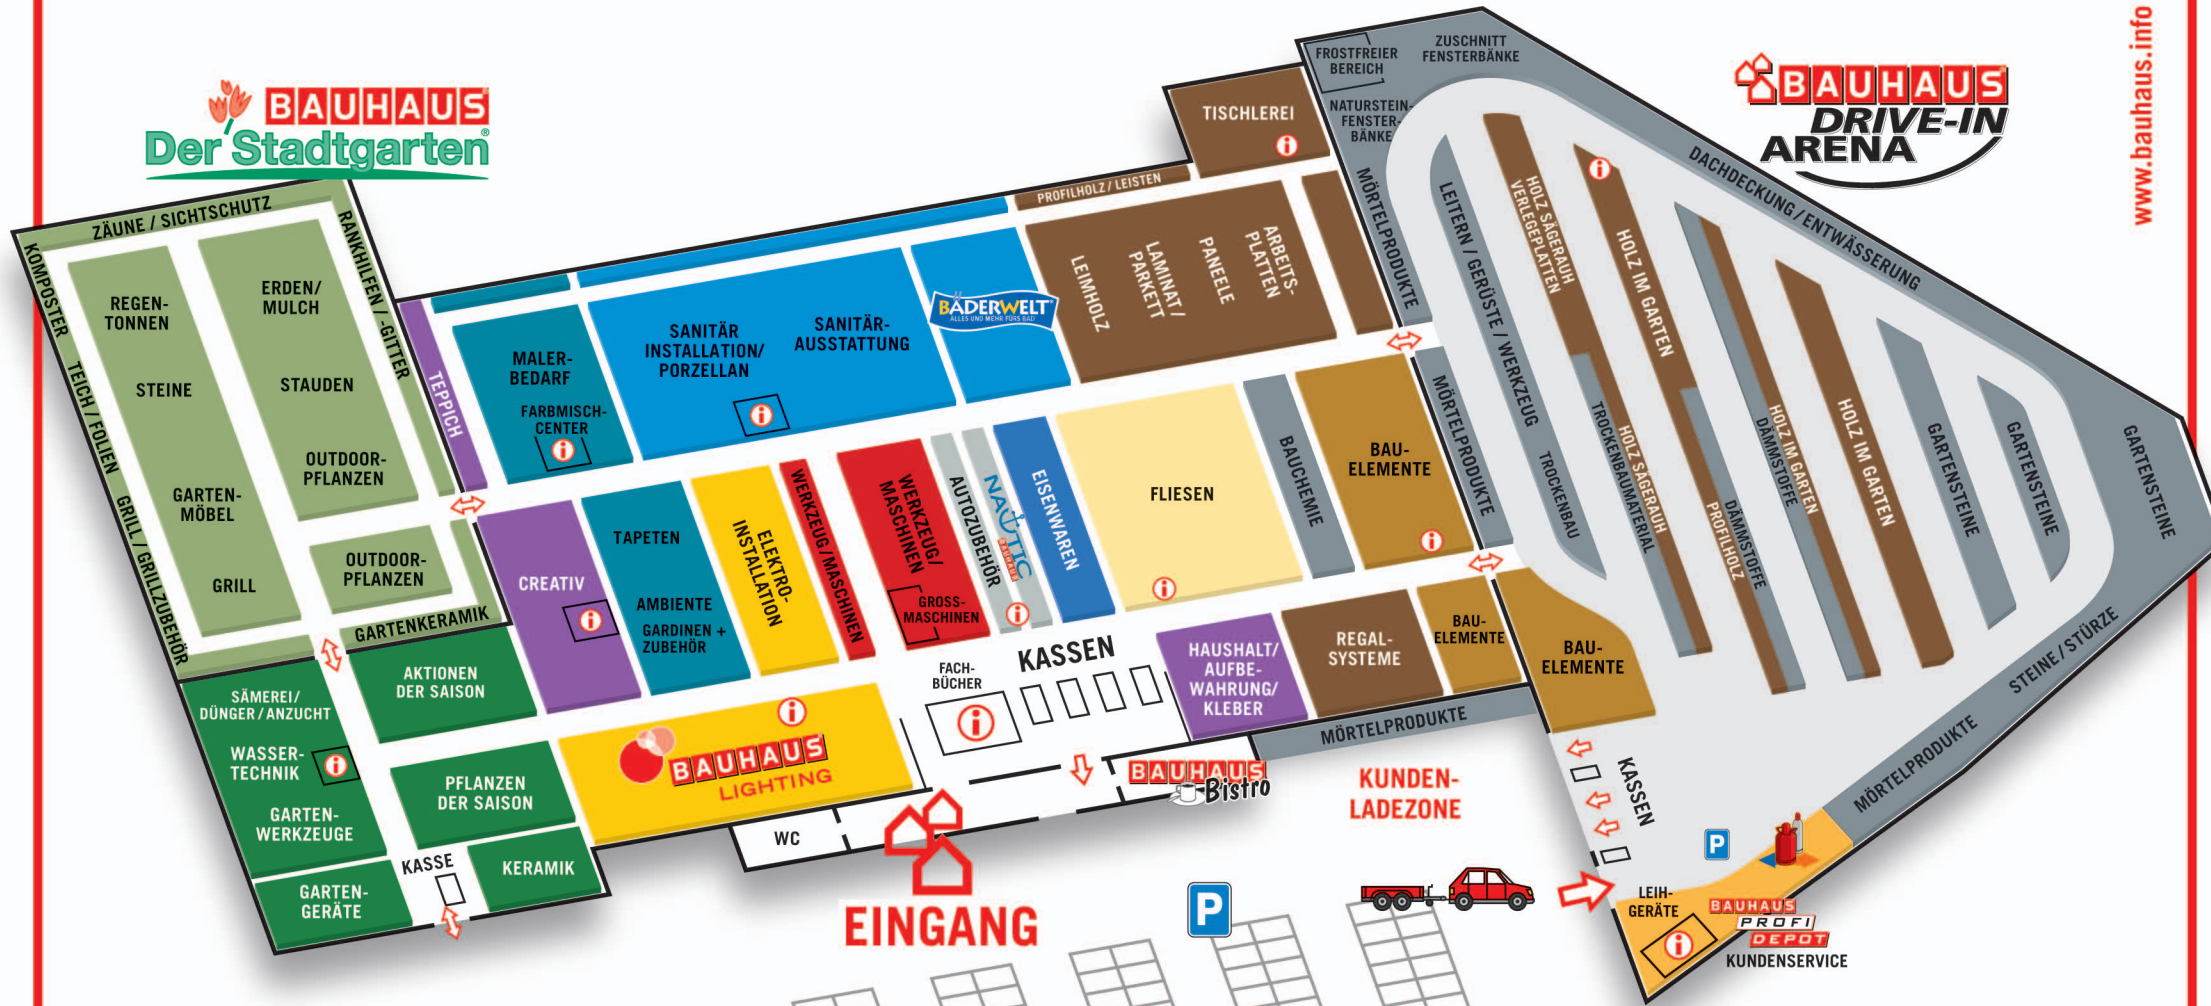 www.bauhaus.info
BAUHAUS
Der Stadtgarten®
BAUHAUS
DRIVE-IN
ARENA
ZÄUNE / SICHTSCHUTZ
RANKHILFEN / -GITTER
KOMPOSTER
TEICH / FOLIEN
GRILL / GRILLZUBEHÖR
REGEN-
TONNEN
STEINE
GARTEN-
MÖBEL
GRILL
ERDEN/
MULCH
STAUDEN
OUTDOOR-
PFLANZEN
OUTDOOR-
PFLANZEN
GARTENKERAMIK
SÄMEREI/
DÜNGER/ANZUCHT
WASSER-
TECHNIK
i
GARTEN-
WERKZEUGE
GARTEN-
GERÄTE
AKTIONEN
DER SAISON
PFLANZEN
DER SAISON
KASSE
KERAMIK
TEPPICH
MALER-
BEDARF
FARBMISCH-
CENTER
i
SANITÄR
INSTALLATION/
PORZELLAN
i
SANITÄR-
AUSSTATTUNG
BÄDERWELT
ALLES UND MEHR FÜRS BAD
PROFILHOLZ / LEISTEN
LEIMHOLZ
LAMINAT /
PARKETT
PANEELE
ARBEITS-
PLATTEN
TISCHLEREI
i
CREATIV
i
TAPETEN
AMBIENTE
GARDINEN +
ZUBEHÖR
ELEKTRO-
INSTALLATION
WERKZEUG/MASCHINEN
WERKZEUG/
MASCHINEN
GROSS-
MASCHINEN
AUTOZUBEHÖR
NAUTIC
BAUHAUS
i
EISENWAREN
FLIESEN
i
BAUCHEMIE
BAU-
ELEMENTE
i
BAUHAUS
LIGHTING
i
FACH-
BÜCHER
i
KASSEN
HAUSHALT/
AUFBE-
WAHRUNG/
KLEBER
REGAL-
SYSTEME
BAU-
ELEMENTE
BAU-
ELEMENTE
MÖRTELPRODUKTE
WC
EINGANG
BAUHAUS
Bistro
KUNDEN-
LADEZONE
P
FROSTFREIER
BEREICH
ZUSCHNITT
FENSTERBÄNKE
NATURSTEIN-
FENSTER-
BÄNKE
MÖRTELPRODUKTE
MÖRTELPRODUKTE
LEITERN / GERÜSTE / WERKZEUG
TROCKENBAU
HOLZ SÄGERAUH
VERLEGEPLATTEN
HOLZ SÄGERAUH
TROCKENBAUMATERIAL
i
HOLZ IM GARTEN
DÄMMSTOFFE
PROFILHOLZ
HOLZ IM GARTEN
DÄMMSTOFFE
HOLZ IM GARTEN
GARTENSTEINE
GARTENSTEINE
GARTENSTEINE
DACHDECKUNG/ENTWÄSSERUNG
STEINE / STÜRZE
MÖRTELPRODUKTE
KASSEN
P
LEIH-
GERÄTE
i
BAUHAUS
PROFI
DEPOT
KUNDENSERVICE